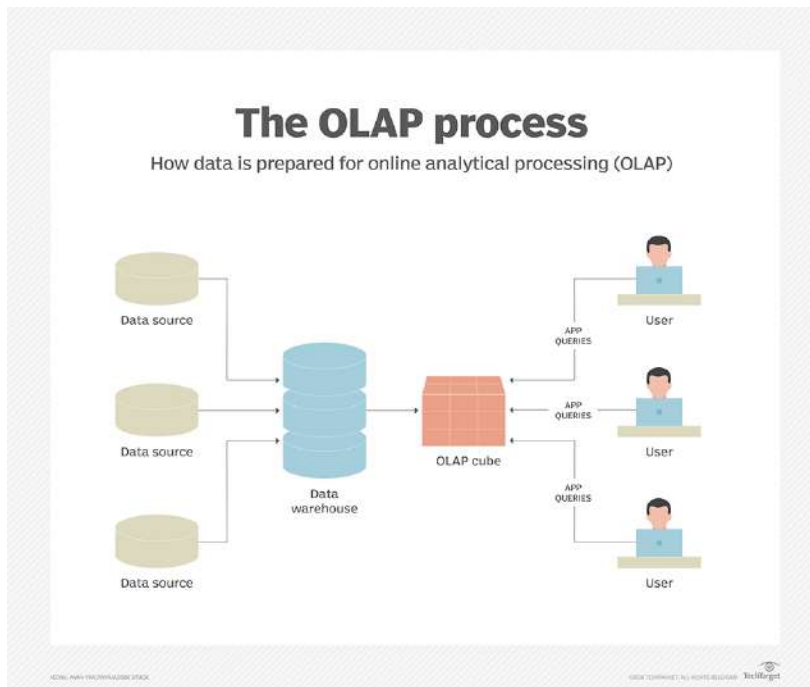 The OLAP process
How data is prepared for online analytical processing (OLAP)
Data source
Data source
Data source
Data
warehouse
OLAP cube
APP
QUERIES
APP
QUERIES
APP
QUERIES
User
User
User
TechTarget